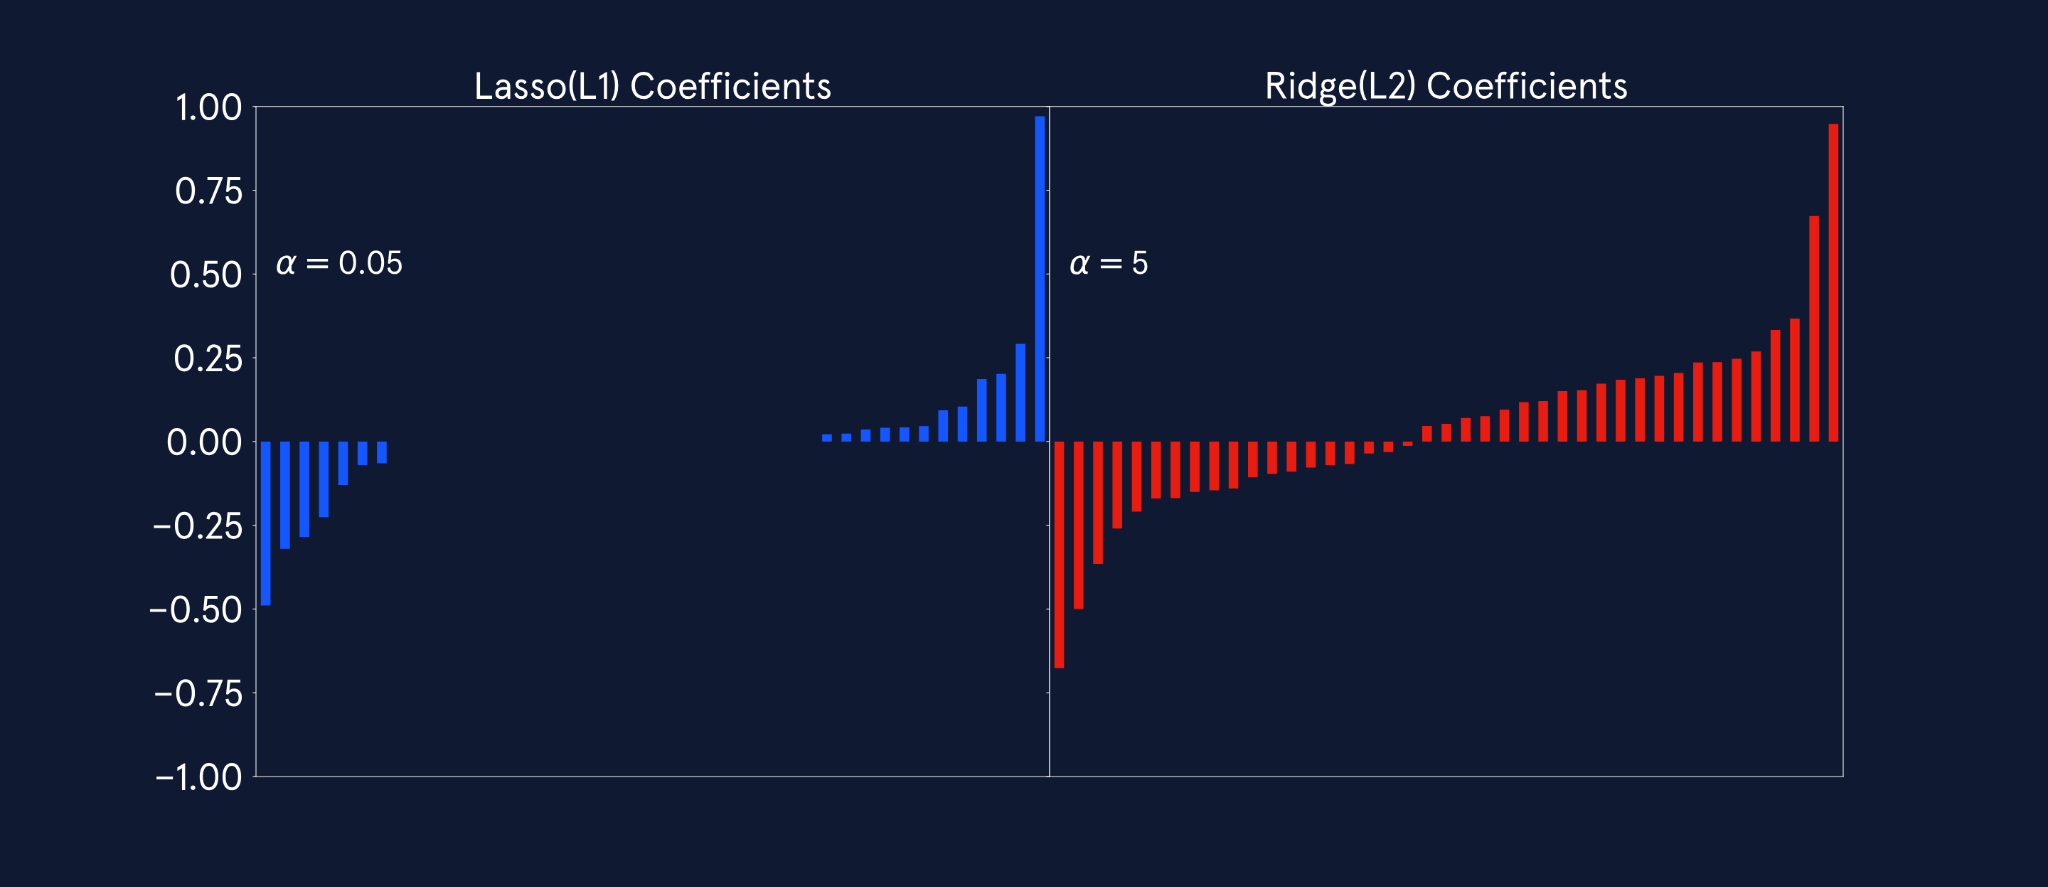 Lasso(L1) Coefficients
Ridge(L2) Coefficients
1.00
0.75
0.50
0.25
0.00
−0.25
−0.50
−0.75
−1.00
α = 0.05
α = 5